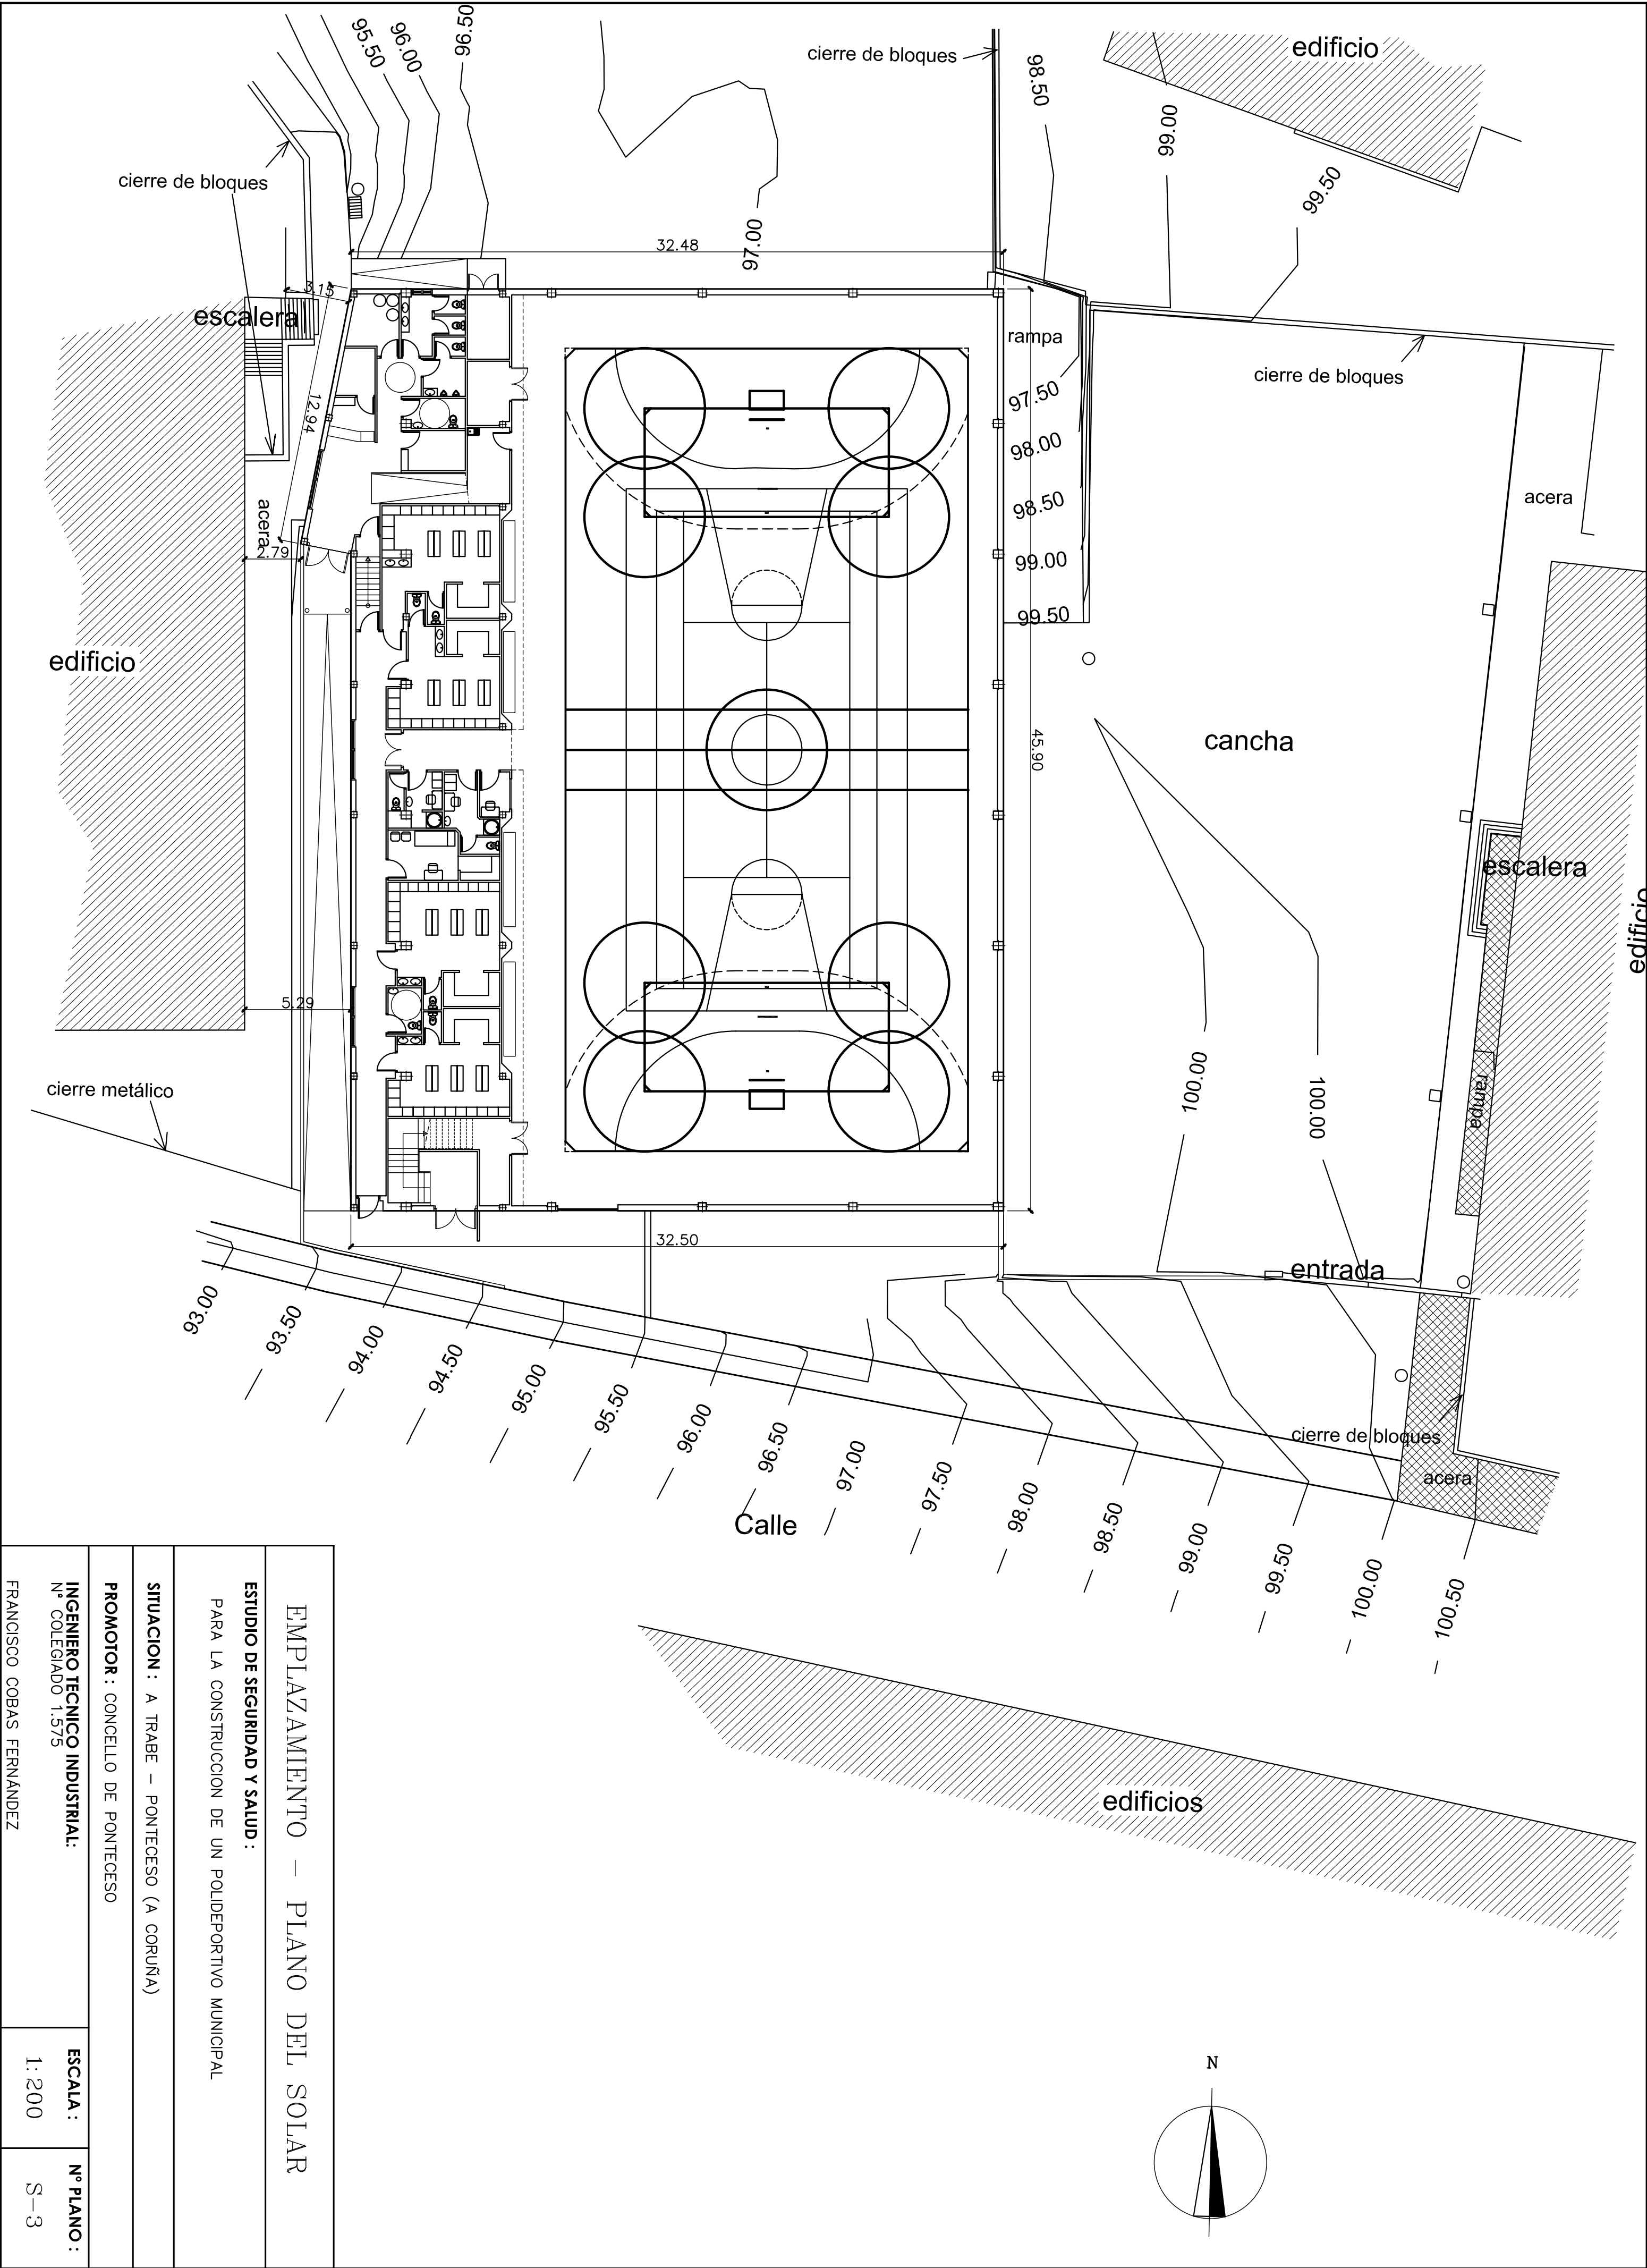 95.50
96.00
96.50
cierre de bloques
98.50
99.00
edificio
99.50
cierre de bloques
97.00
32.48
3.15
escalera
rampa
cierre de bloques
97.50
12.94
98.00
98.50
acera
acera
2.79
99.00
99.50
edificio
45.90
cancha
escalera
edificio
5.29
100.00
100.00
rampa
cierre metálico
32.50
entrada
93.00
93.50
94.00
94.50
95.00
95.50
96.00
96.50
97.00
97.50
98.00
98.50
99.00
99.50
100.00
100.50
cierre de bloques
acera
Calle
edificios
N
EMPLAZAMIENTO - PLANO DEL SOLAR
ESTUDIO DE SEGURIDAD Y SALUD :
PARA LA CONSTRUCCION DE UN POLIDEPORTIVO MUNICIPAL
SITUACION : A TRABE - PONTECESO (A CORUÑA)
PROMOTOR : CONCELLO DE PONTECESO
INGENIERO TECNICO INDUSTRIAL:
Nº COLEGIADO 1.575
FRANCISCO COBAS FERNÁNDEZ
ESCALA :
1:200
Nº PLANO :
S-3